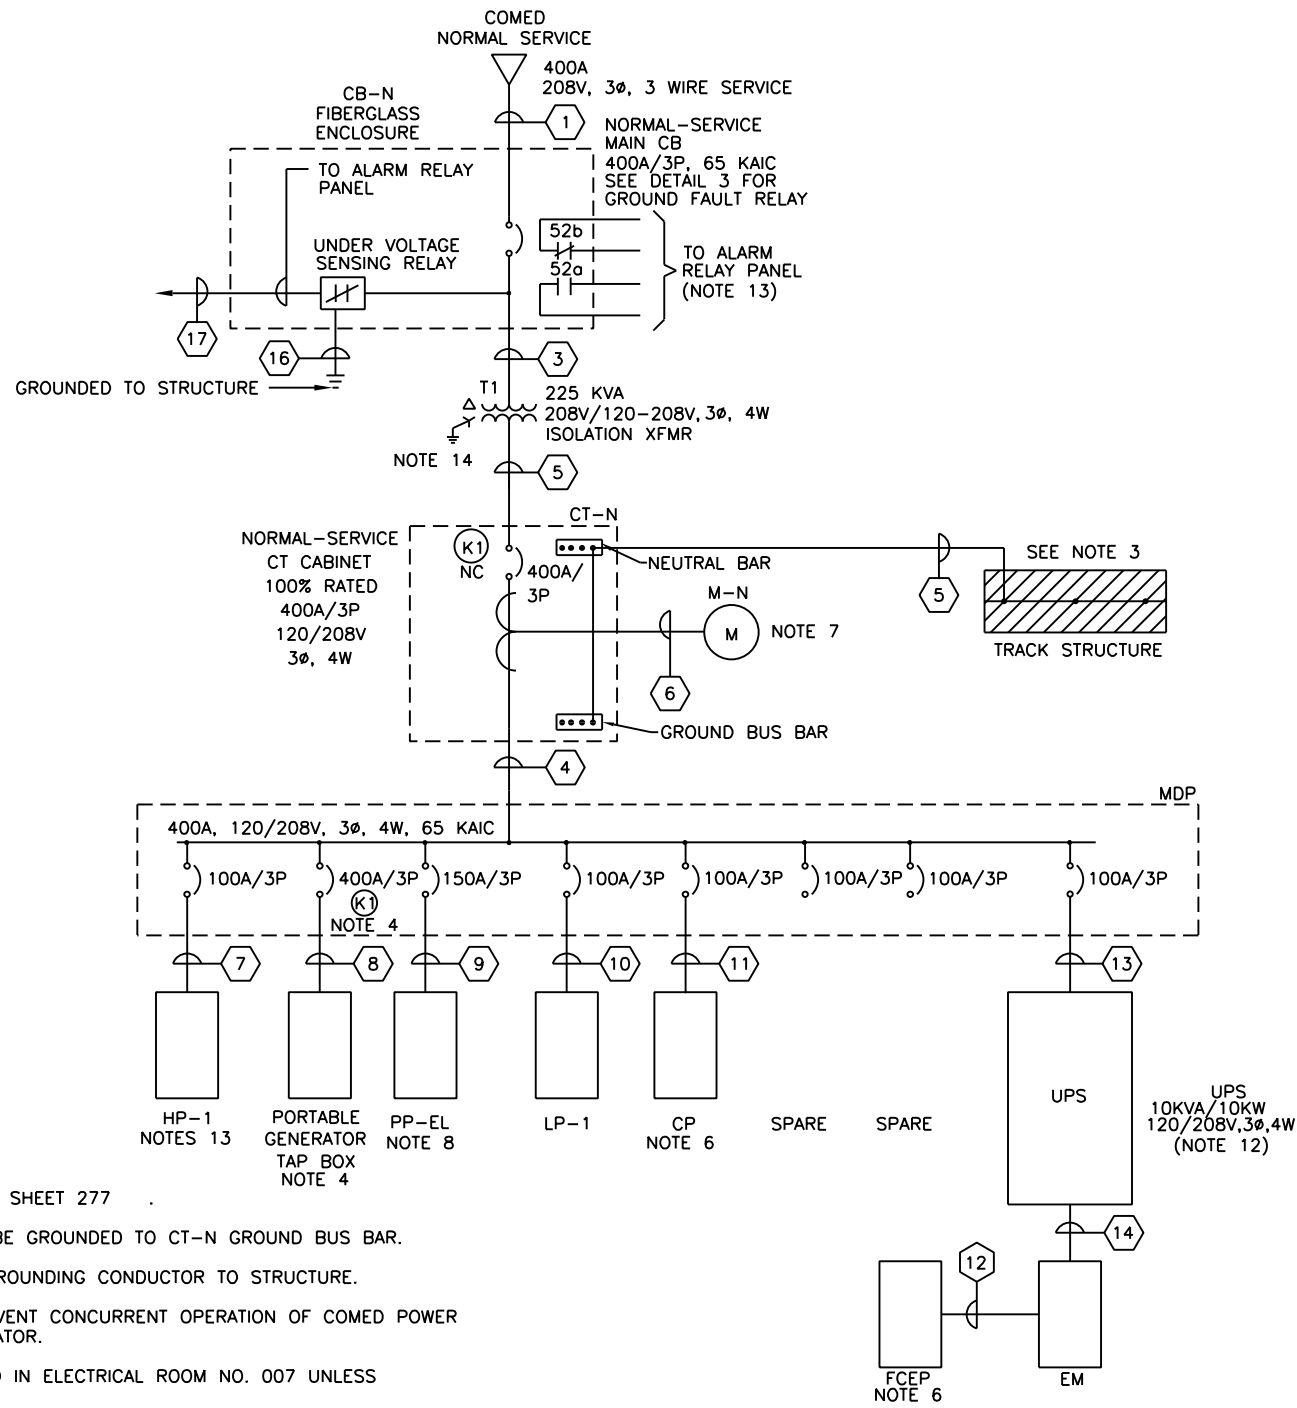 COMED
NORMAL SERVICE
400A
208V, 3ø, 3 WIRE SERVICE
1
CB-N
FIBERGLASS
ENCLOSURE
NORMAL-SERVICE
MAIN CB
400A/3P, 65 KAIC
SEE DETAIL 3 FOR
GROUND FAULT RELAY
TO ALARM RELAY
PANEL
52b
52a
TO ALARM
RELAY PANEL
(NOTE 13)
UNDER VOLTAGE
SENSING RELAY
17
16
3
GROUNDED TO STRUCTURE
T1
225 KVA
208V/120-208V,3ø, 4W
ISOLATION XFMR
NOTE 14
5
CT-N
NORMAL-SERVICE
CT CABINET
100% RATED
400A/3P
120/208V
3ø, 4W
K1
NC
400A/
3P
NEUTRAL BAR
M-N
M
NOTE 7
6
5
SEE NOTE 3
TRACK STRUCTURE
GROUND BUS BAR
4
MDP
400A, 120/208V, 3ø, 4W, 65 KAIC
100A/3P
400A/3P
K1
NOTE 4
150A/3P
100A/3P
100A/3P
100A/3P
100A/3P
100A/3P
7
8
9
10
11
13
HP-1
NOTES 13
PORTABLE
GENERATOR
TAP BOX
NOTE 4
PP-EL
NOTE 8
LP-1
CP
NOTE 6
SPARE
SPARE
UPS
UPS
10KVA/10KW
120/208V,3ø,4W
(NOTE 12)
14
12
FCEP
NOTE 6
EM
SHEET 277 .
BE GROUNDED TO CT-N GROUND BUS BAR.
ROUNDING CONDUCTOR TO STRUCTURE.
VENT CONCURRENT OPERATION OF COMED POWER
ATOR.
IN ELECTRICAL ROOM NO. 007 UNLESS